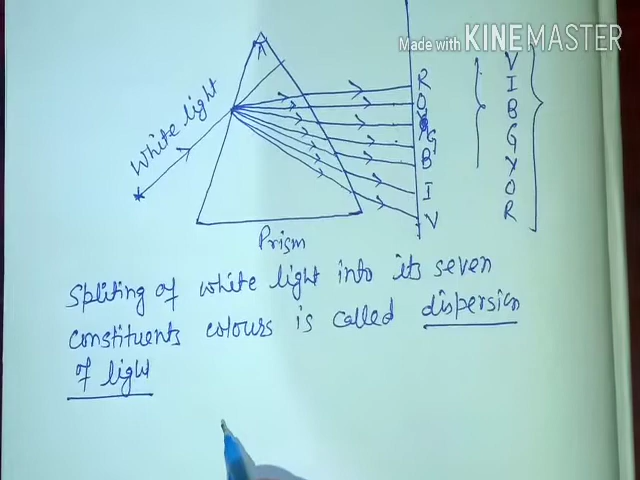 Made with KINEMASTER
White light
R
O
Y
G
B
I
V
V
I
B
G
Y
O
R
Prism
Spliting of white light into its seven
constituents colours is called dispersion
of light